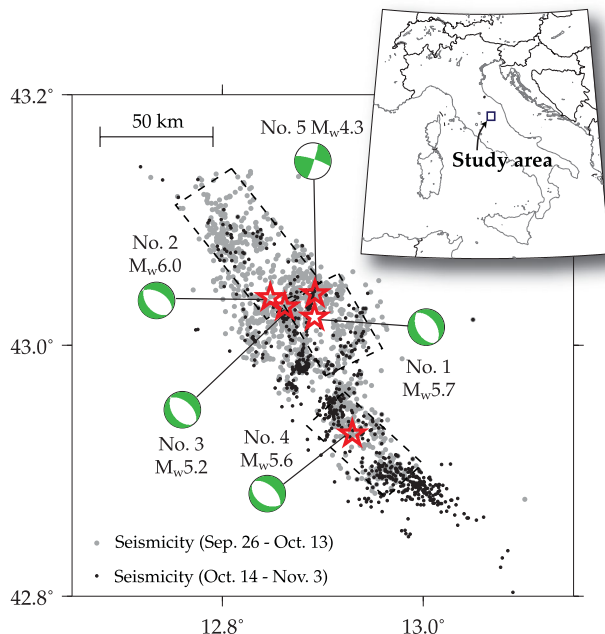 43.2°
50 km
No. 5 Mw4.3
Study area
No. 2
Mw6.0
43.0°
No. 1
Mw5.7
No. 3
Mw5.2
No. 4
Mw5.6
Seismicity (Sep. 26 - Oct. 13)
Seismicity (Oct. 14 - Nov. 3)
42.8°
12.8°
13.0°